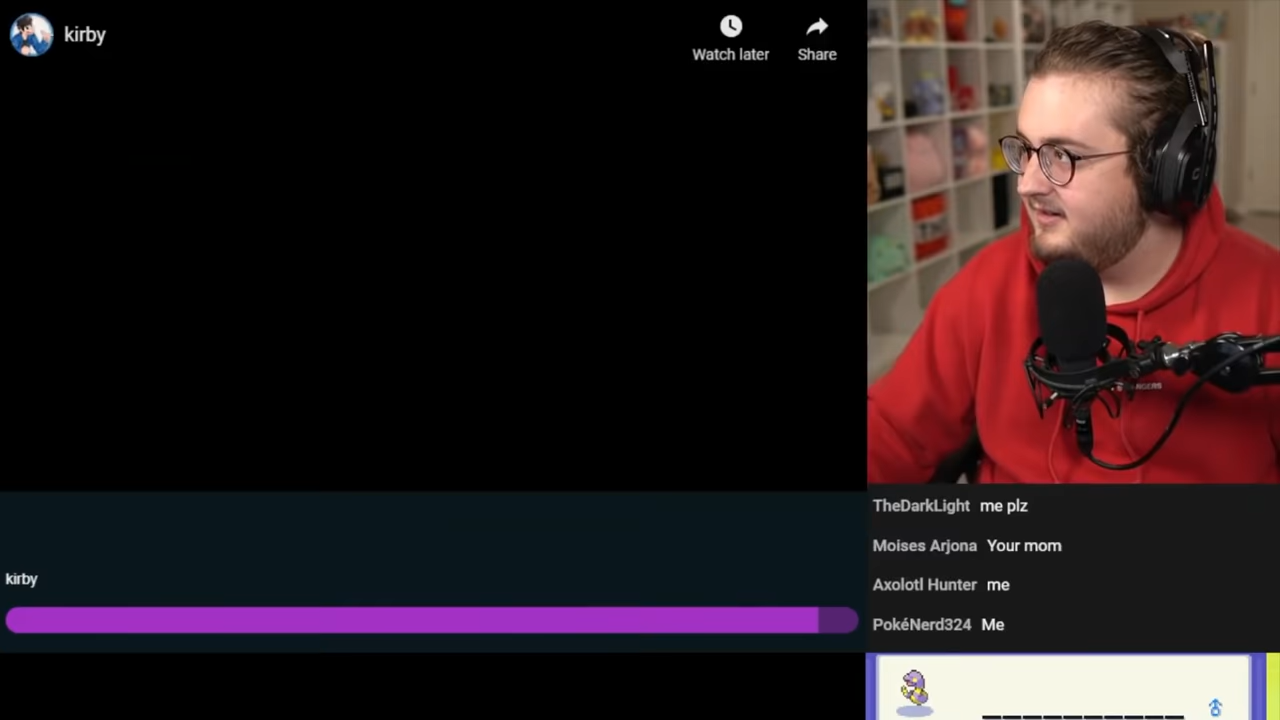 kirby
Watch later
Share
TheDarkLight me plz
Moises Arjona Your mom
Axolotl Hunter me
PokéNerd324 Me
kirby